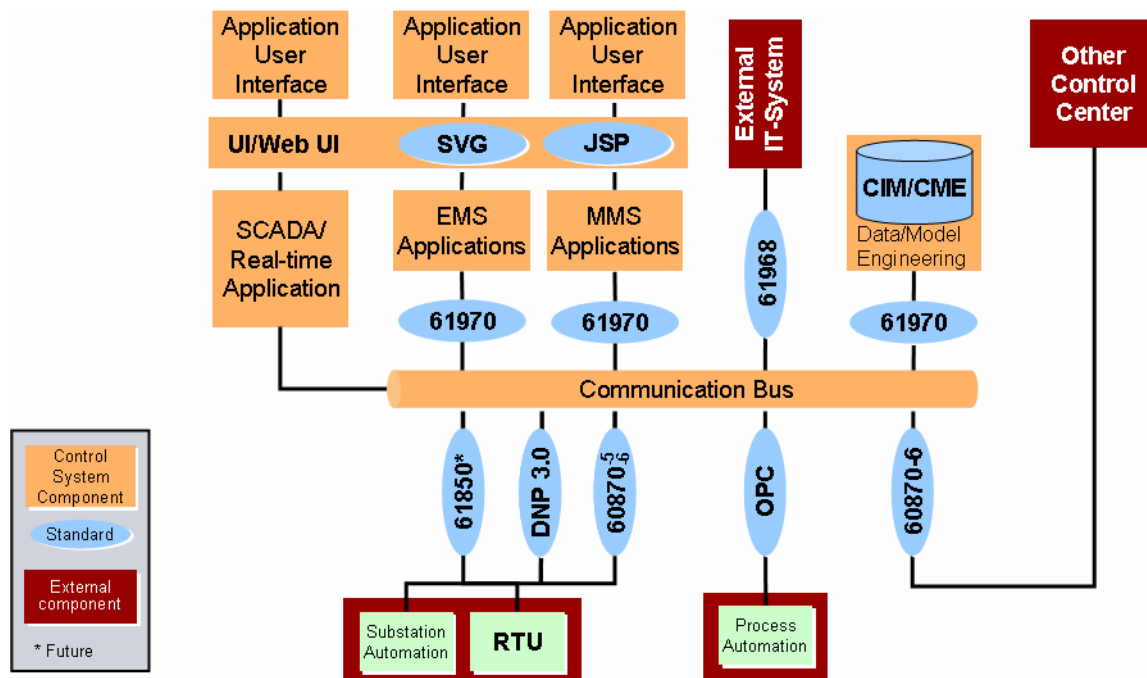 Application
User
Interface
Application
User
Interface
Application
User
Interface
External
IT-System
Other
Control
Center
UI/Web UI
SVG
JSP
CIM/CME
Data/Model
Engineering
SCADA/
Real-time
Application
EMS
Applications
MMS
Applications
61968
61970
61970
61970
Communication Bus
61850*
DNP 3.0
60870-5
-6
OPC
60870-6
Substation
Automation
RTU
Process
Automation
Control
System
Component
Standard
External
component
* Future